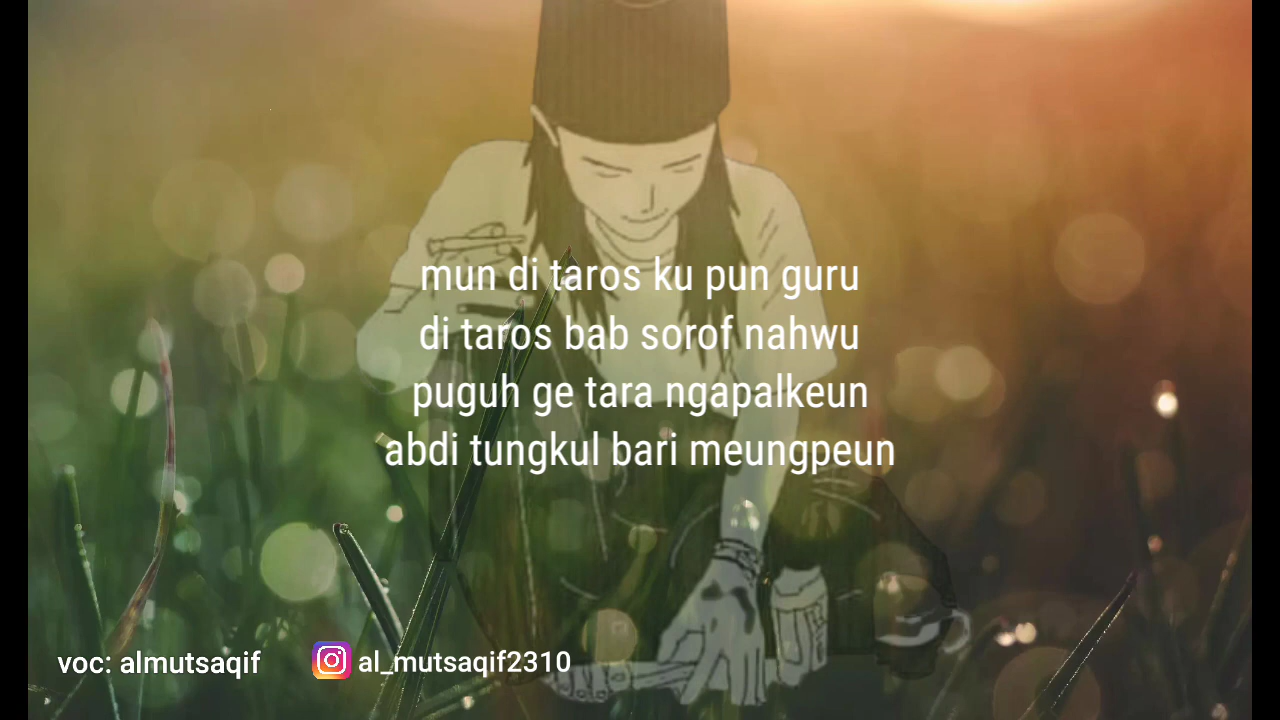 mun di taros ku pun guru
di taros bab sorof nahwu
puguh ge tara ngapalkeun
abdi tungkul bari meungpeun
voc: almutsaqif al_mutsaqif2310